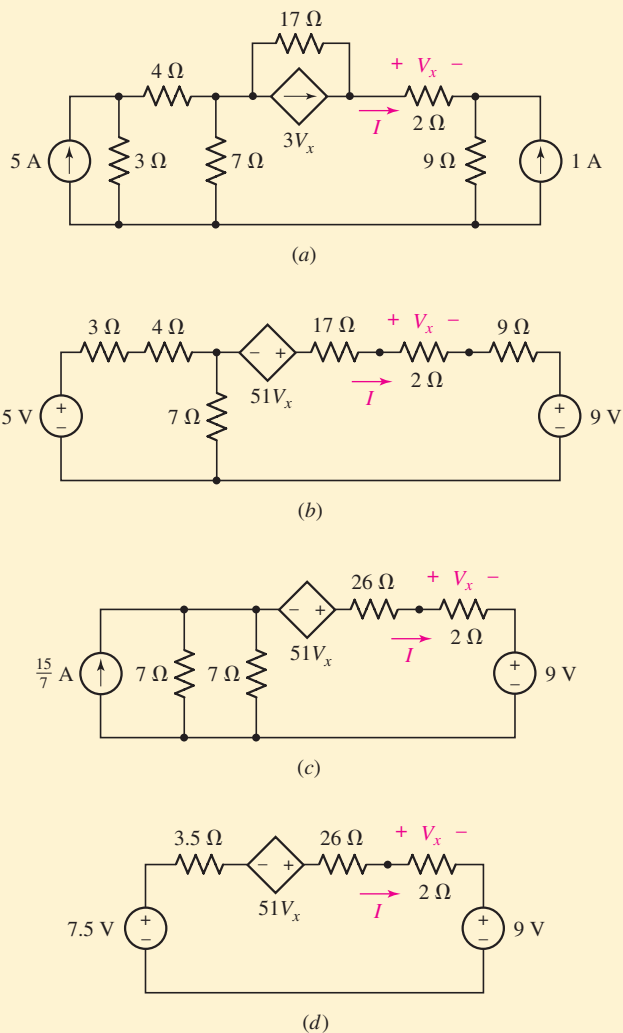 17 Ω
4 Ω
+ Vₓ −
5 A
3 Ω
7 Ω
3Vₓ
I
2 Ω
9 Ω
1 A
(a)
3 Ω 4 Ω
17 Ω
+ Vₓ −
9 Ω
− +
51Vₓ
I
2 Ω
5 V
+
−
7 Ω
+
−
9 V
(b)
26 Ω
+ Vₓ −
− +
51Vₓ
I
2 Ω
15/7 A
7 Ω
7 Ω
+
−
9 V
(c)
3.5 Ω
26 Ω
+ Vₓ −
− +
51Vₓ
I
2 Ω
7.5 V
+
−
+
−
9 V
(d)